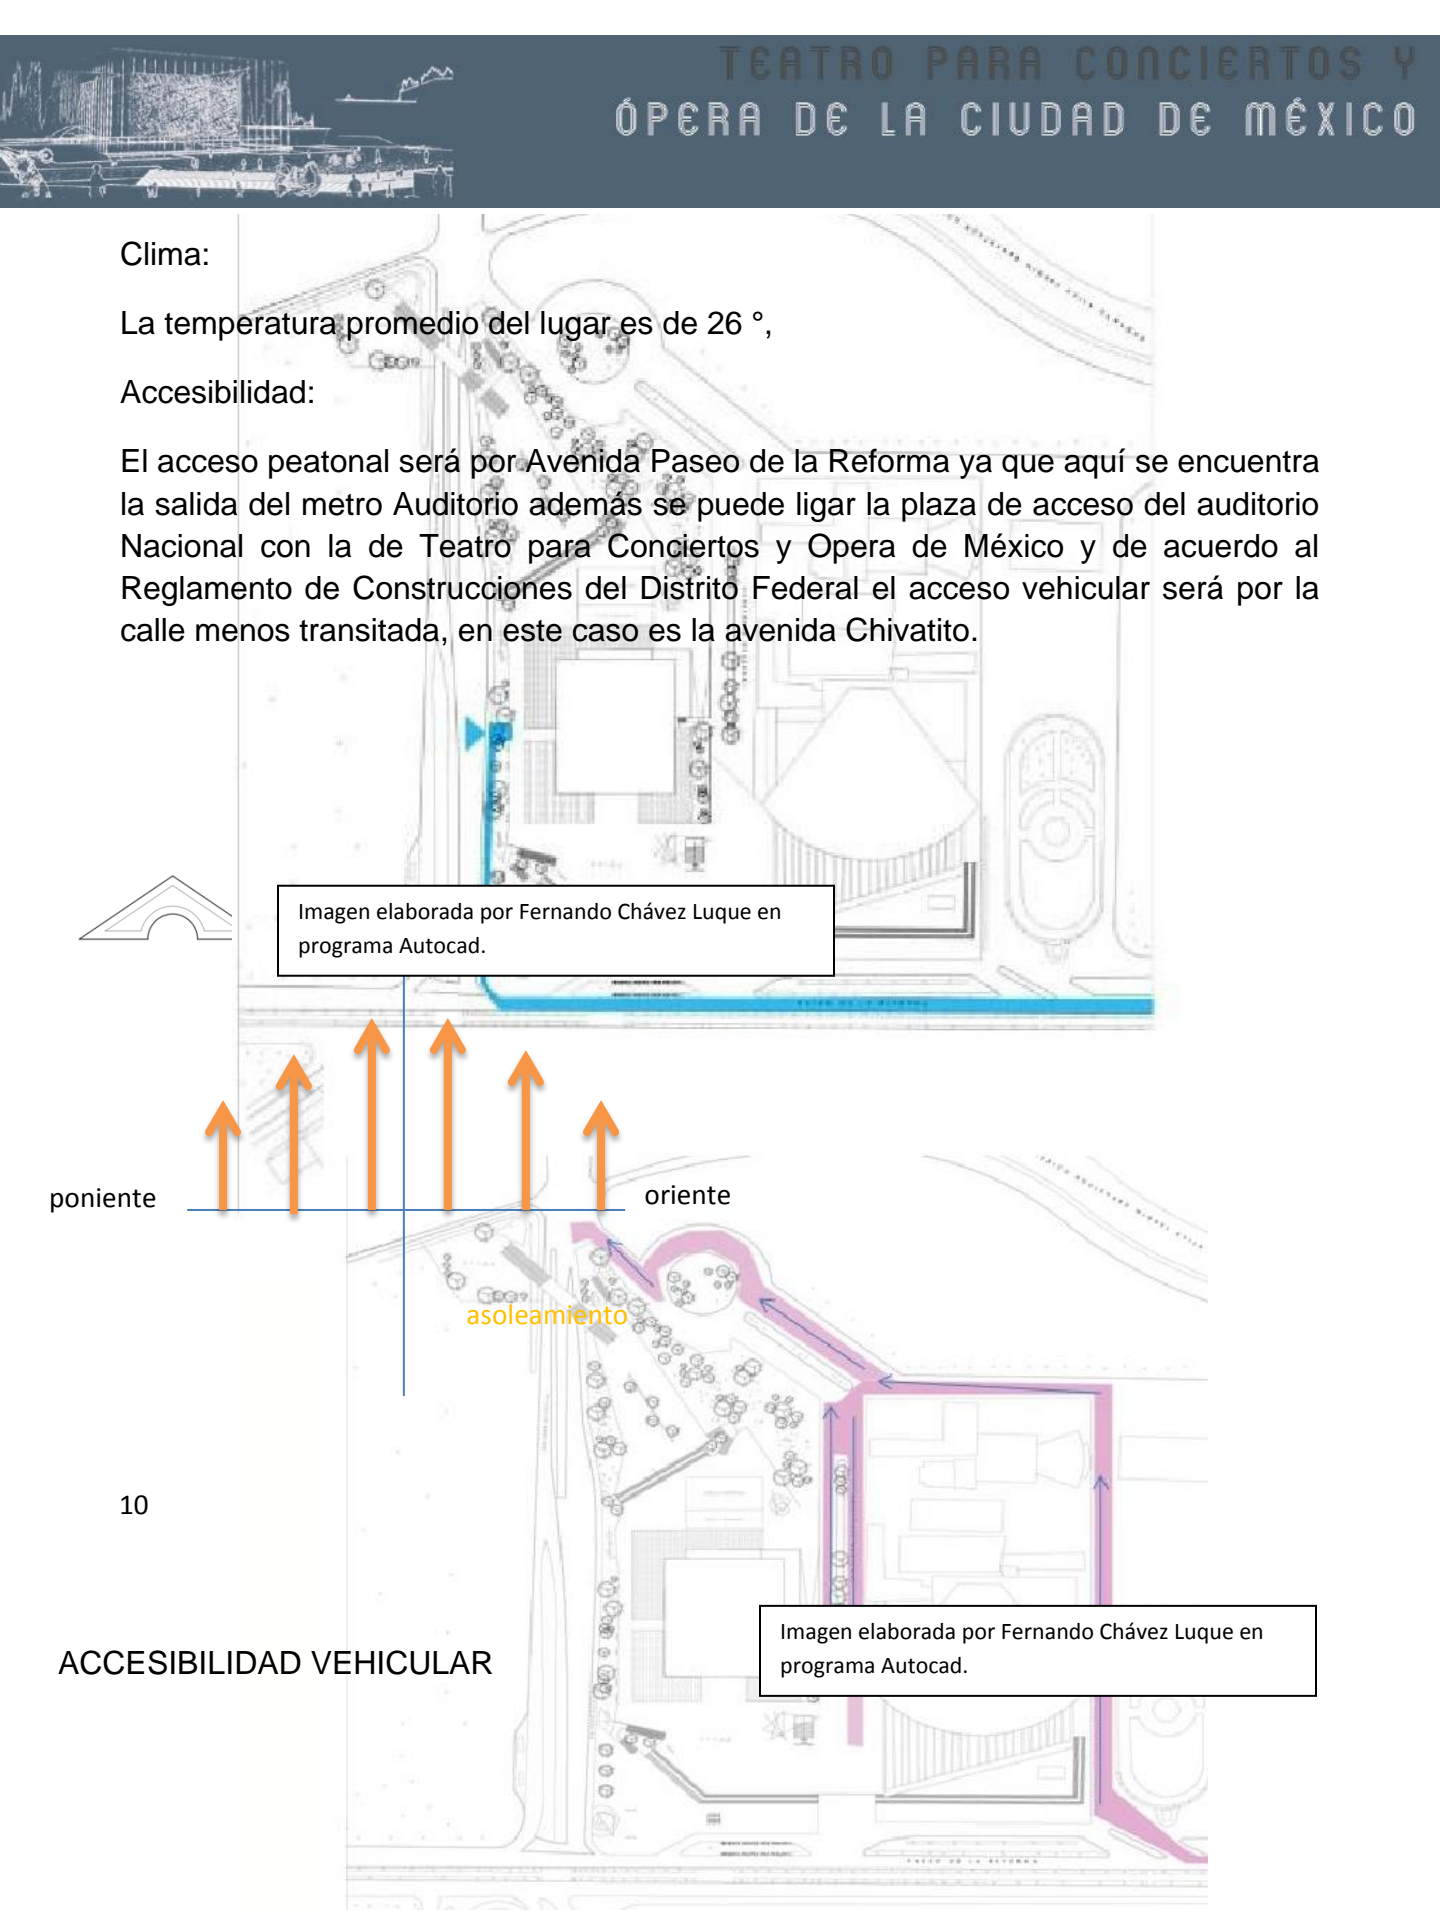 TEATRO PARA CONCIERTOS Y
ÓPERA DE LA CIUDAD DE MÉXICO
Clima:
La temperatura promedio del lugar es de 26 °,
Accesibilidad:
El acceso peatonal será por Avenida Paseo de la Reforma ya que aquí se encuentra
la salida del metro Auditorio además se puede ligar la plaza de acceso del auditorio
Nacional con la de Teatro para Conciertos y Opera de México y de acuerdo al
Reglamento de Construcciones del Distrito Federal el acceso vehicular será por la
calle menos transitada, en este caso es la avenida Chivatito.
Imagen elaborada por Fernando Chávez Luque en
programa Autocad.
poniente
oriente
asoleamiento
10
Imagen elaborada por Fernando Chávez Luque en
programa Autocad.
ACCESIBILIDAD VEHICULAR
PASEO DE LA REFORMA